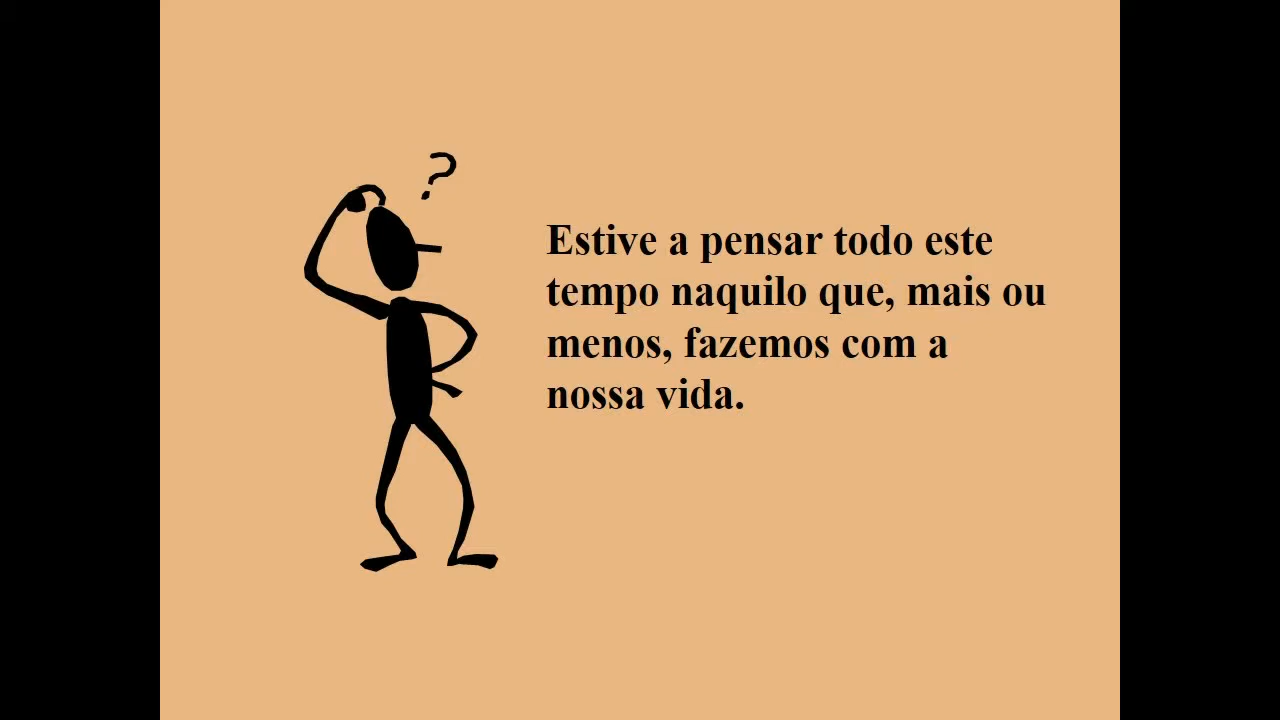 ?
Estive a pensar todo este
tempo naquilo que, mais ou
menos, fazemos com a
nossa vida.